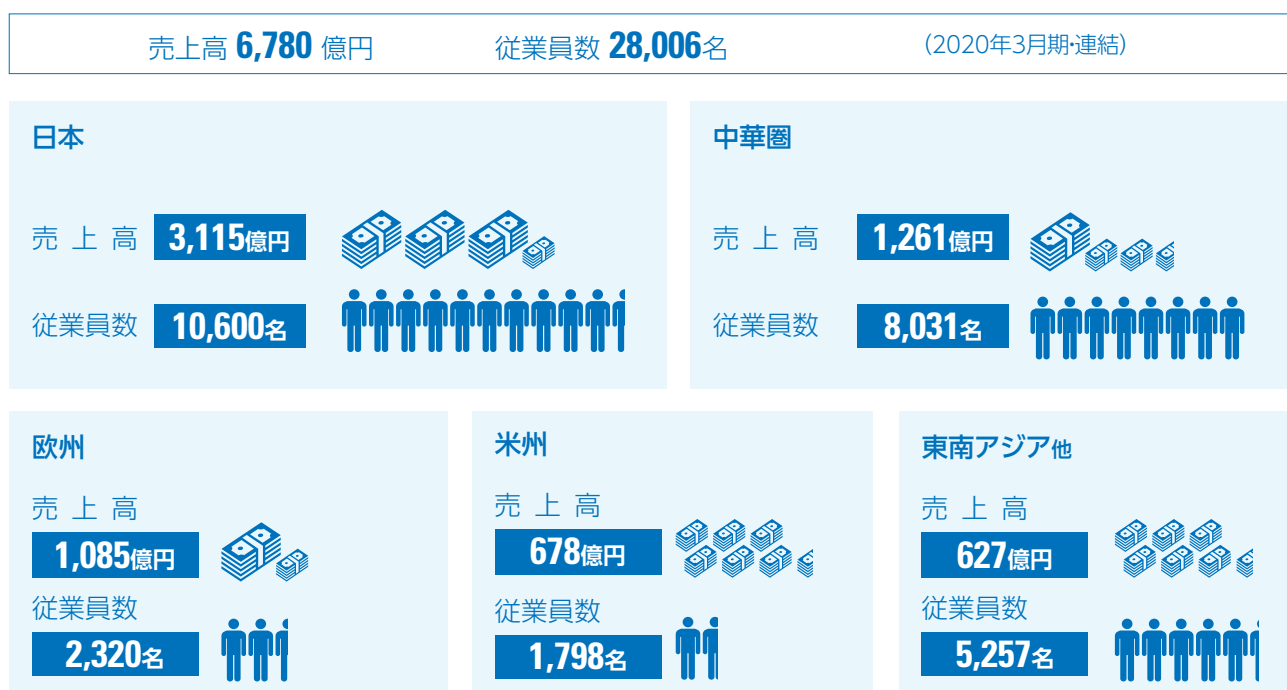 売上高 6,780 億円 従業員数 28,006名 (2020年3月期・連結)
日本
売上高 3,115億円
従業員数 10,600名
中華圏
売上高 1,261億円
従業員数 8,031名
欧州
売上高
1,085億円
従業員数
2,320名
米州
売上高
678億円
従業員数
1,798名
東南アジア他
売上高
627億円
従業員数
5,257名